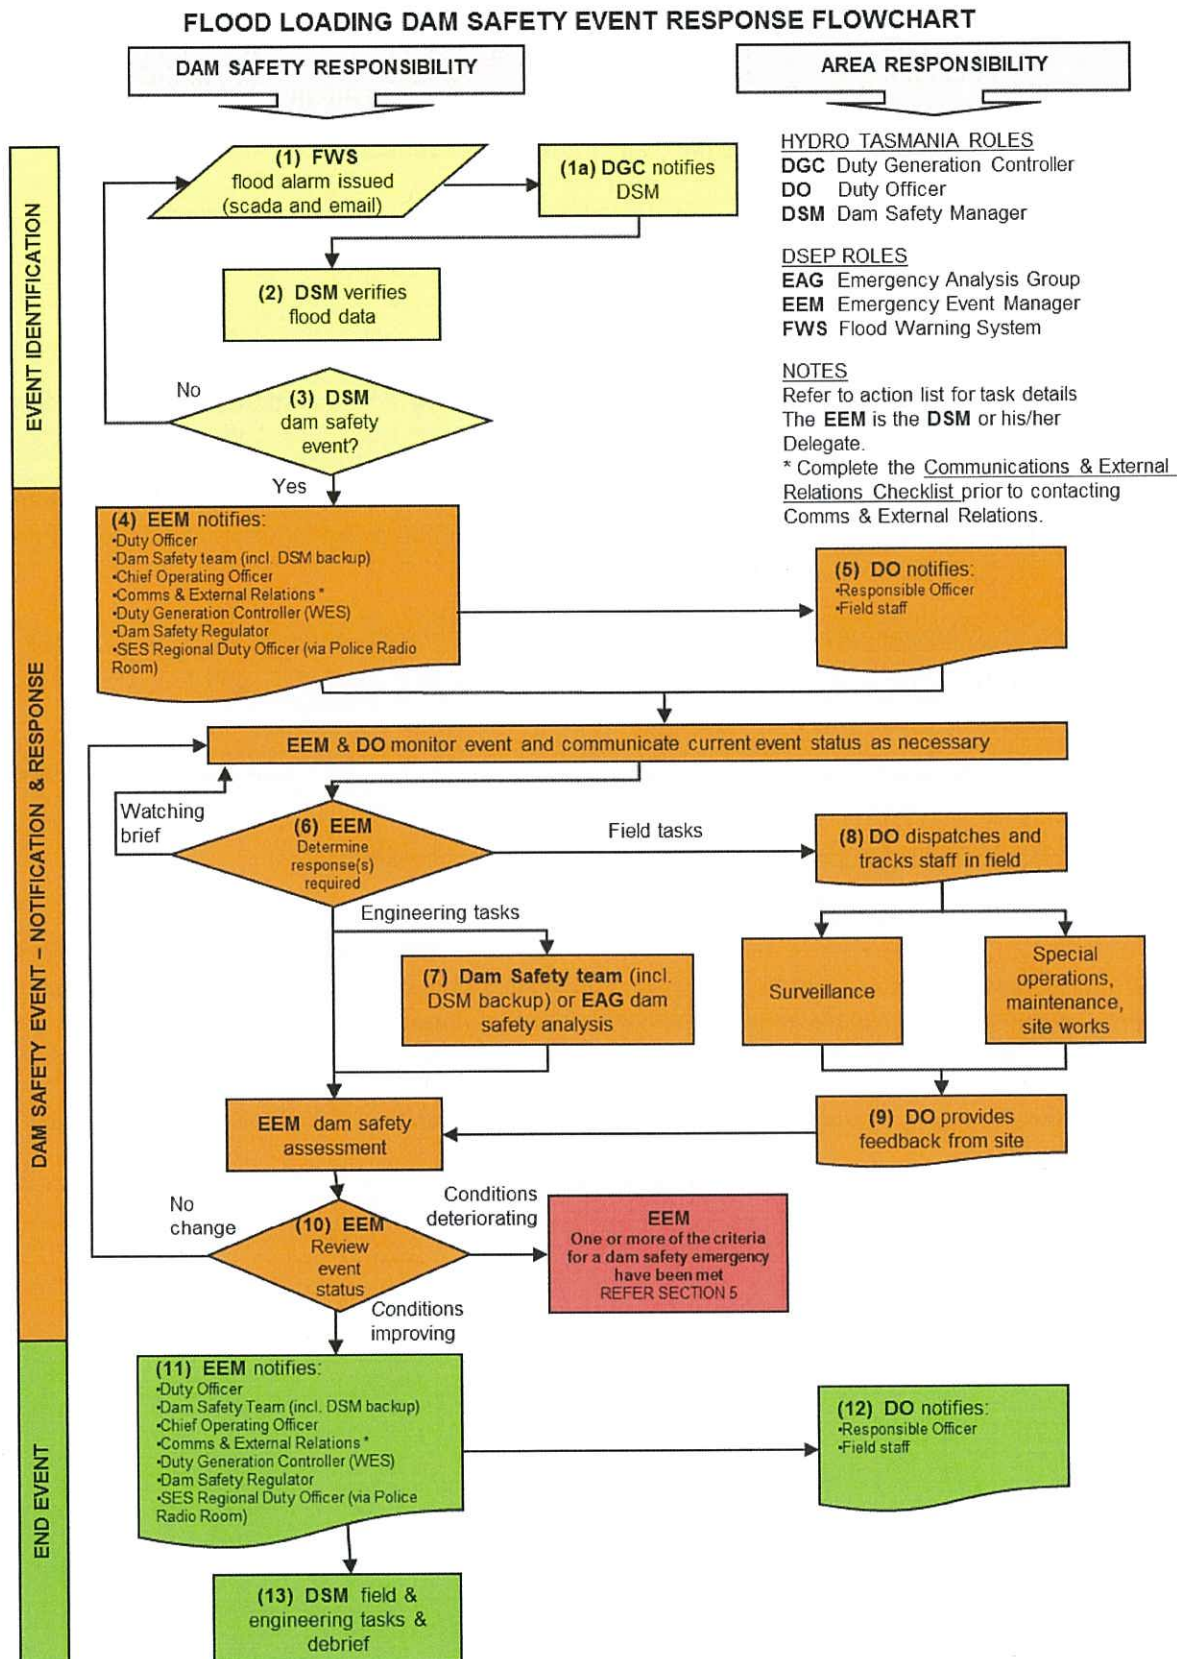 FLOOD LOADING DAM SAFETY EVENT RESPONSE FLOWCHART
DAM SAFETY RESPONSIBILITY
AREA RESPONSIBILITY
HYDRO TASMANIA ROLES
DGC Duty Generation Controller
DO Duty Officer
DSM Dam Safety Manager
DSEP ROLES
EAG Emergency Analysis Group
EEM Emergency Event Manager
FWS Flood Warning System
NOTES
Refer to action list for task details
The EEM is the DSM or his/her
Delegate.
* Complete the Communications & External
Relations Checklist prior to contacting
Comms & External Relations.
EVENT IDENTIFICATION
(1) FWS
flood alarm issued
(scada and email)
(1a) DGC notifies
DSM
(2) DSM verifies
flood data
No
(3) DSM
dam safety
event?
Yes
DAM SAFETY EVENT – NOTIFICATION & RESPONSE
(4) EEM notifies:
•Duty Officer
•Dam Safety team (incl. DSM backup)
•Chief Operating Officer
•Comms & External Relations *
•Duty Generation Controller (WES)
•Dam Safety Regulator
•SES Regional Duty Officer (via Police Radio
Room)
(5) DO notifies:
•Responsible Officer
•Field staff
EEM & DO monitor event and communicate current event status as necessary
Watching
brief
(6) EEM
Determine
response(s)
required
Field tasks
(8) DO dispatches and
tracks staff in field
Engineering tasks
(7) Dam Safety team (incl.
DSM backup) or EAG dam
safety analysis
Surveillance
Special
operations,
maintenance,
site works
EEM dam safety
assessment
(9) DO provides
feedback from site
No
change
(10) EEM
Review
event
status
Conditions
deteriorating
EEM
One or more of the criteria
for a dam safety emergency
have been met
REFER SECTION 5
Conditions
improving
END EVENT
(11) EEM notifies:
•Duty Officer
•Dam Safety Team (incl. DSM backup)
•Chief Operating Officer
•Comms & External Relations *
•Duty Generation Controller (WES)
•Dam Safety Regulator
•SES Regional Duty Officer (via Police
Radio Room)
(12) DO notifies:
•Responsible Officer
•Field staff
(13) DSM field &
engineering tasks &
debrief